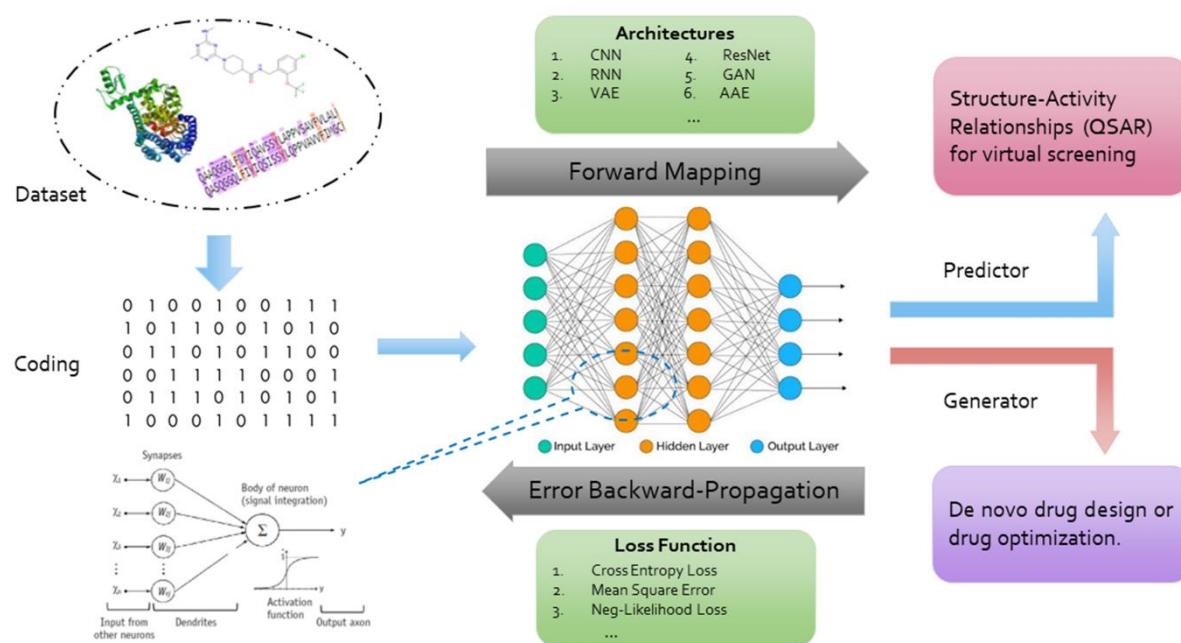 Dataset
Coding
0 1 0 0 1 0 0 1 1 1
1 0 1 1 1 0 0 1 0 1 0
0 0 1 1 0 1 1 1 0 0
0 0 1 1 1 1 0 0 0 1
0 1 1 1 0 1 0 0 1 1
1 0 0 0 1 0 1 1 1 1
Synapses
Body of neuron
(signal integration)
Σ
y
Activation
function
Input from
other neurons
Dendrites
Output axon
Architectures
1. CNN
2. RNN
3. VAE
4. ResNet
5. GAN
6. AAE
...
Forward Mapping
Input Layer
Hidden Layer
Output Layer
Error Backward-Propagation
Loss Function
1. Cross Entropy Loss
2. Mean Square Error
3. Neg-Likelihood Loss
...
Structure-Activity
Relationships (QSAR)
for virtual screening
Predictor
Generator
De novo drug design or
drug optimization.